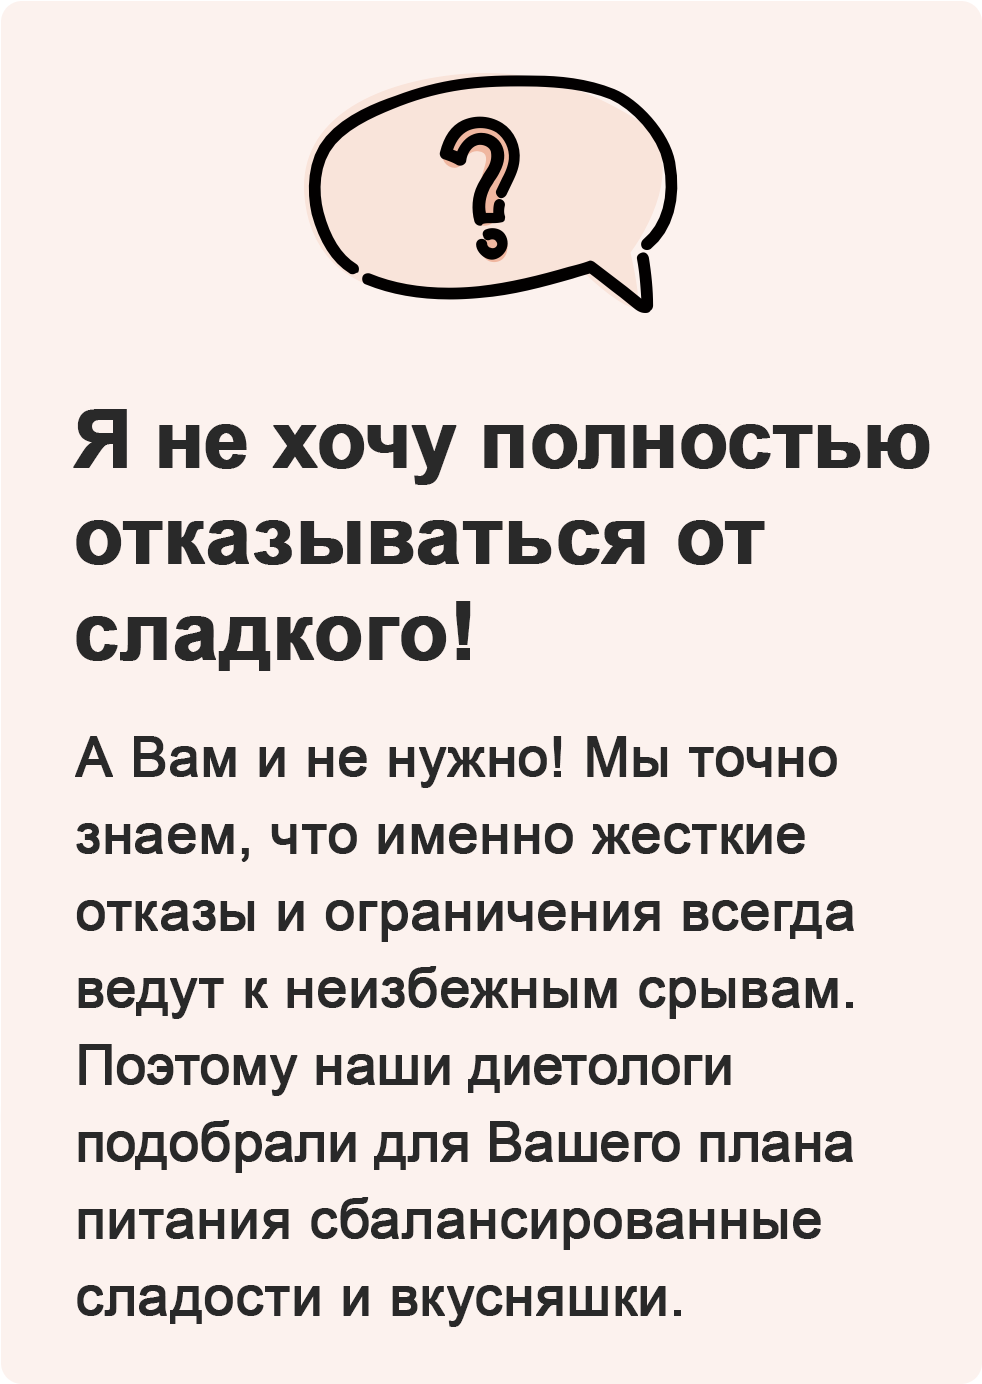 Я не хочу полностью
отказываться от
сладкого!
А Вам и не нужно! Мы точно
знаем, что именно жесткие
отказы и ограничения всегда
ведут к неизбежным срывам.
Поэтому наши диетологи
подобрали для Вашего плана
питания сбалансированные
сладости и вкусняшки.